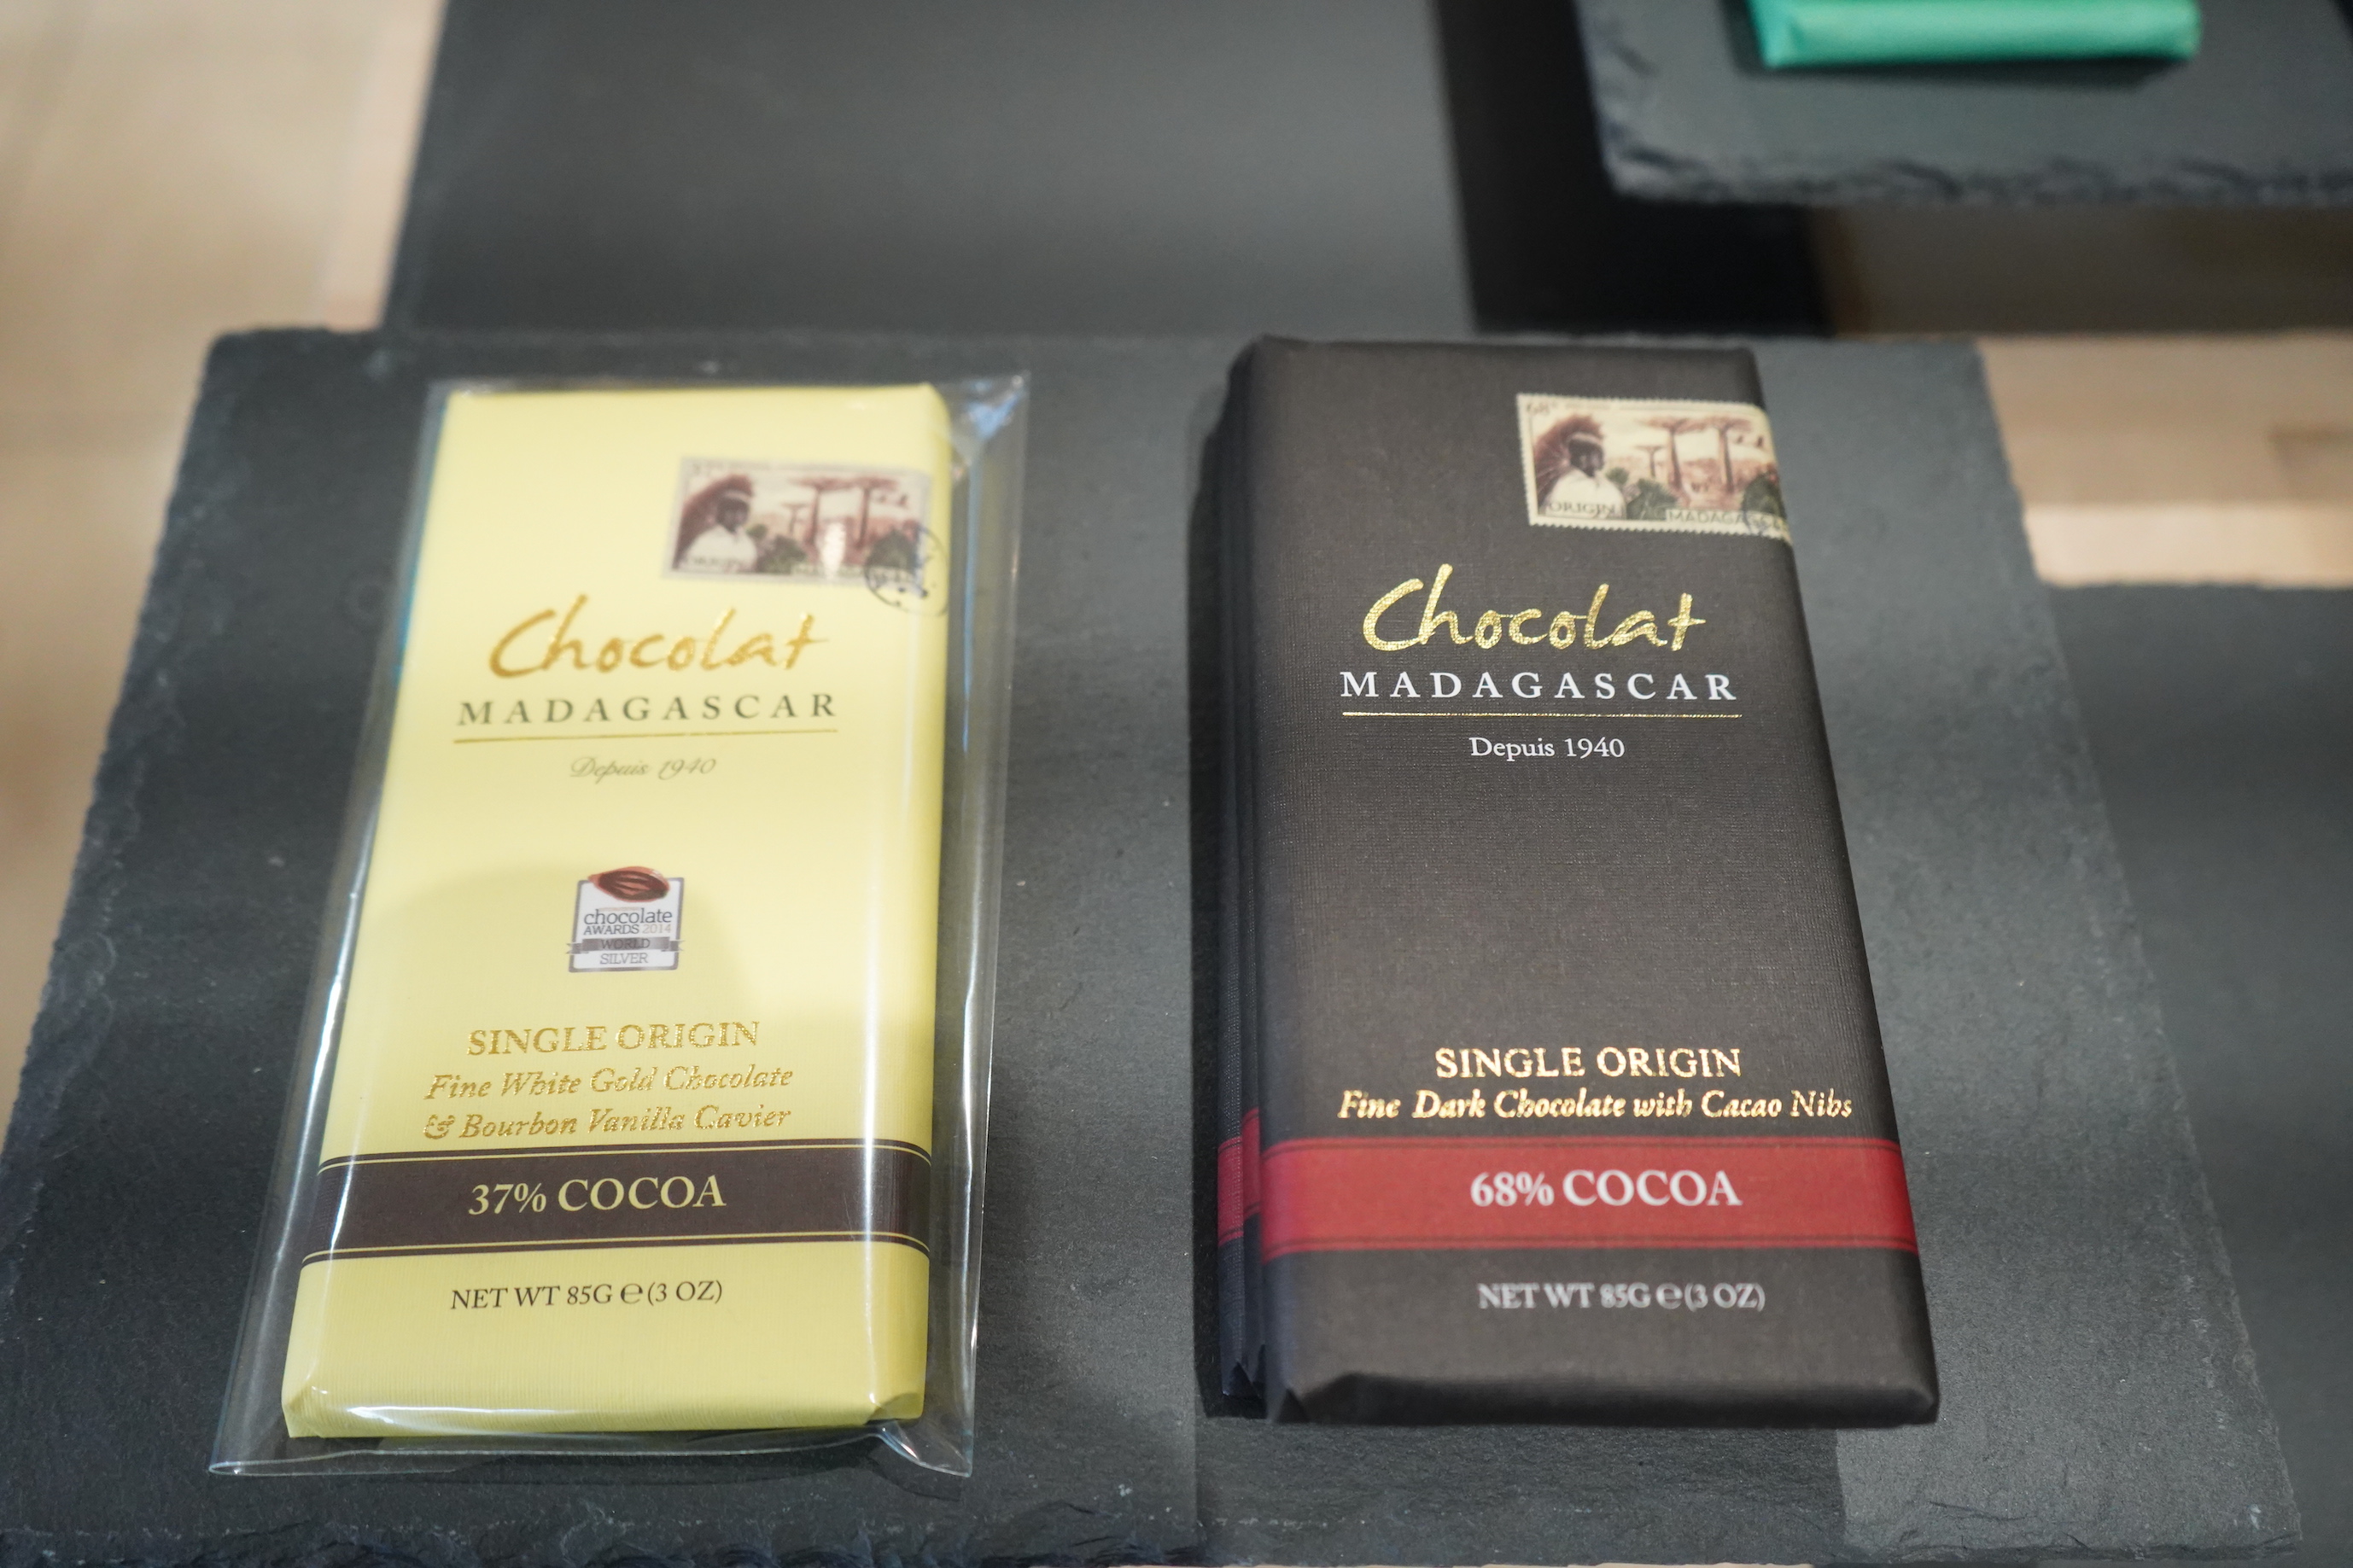 Chocolat
MADAGASCAR
Depuis 1940
chocolate
AWARDS 2014
WORLD
SILVER
SINGLE ORIGIN
Fine White Gold Chocolate
& Bourbon Vanilla Cavier
37% COCOA
NET WT 85G ℮ (3 OZ)
68%
ORIGIN
Chocolat
MADAGASCAR
Depuis 1940
SINGLE ORIGIN
Fine Dark Chocolate with Cacao Nibs
68% COCOA
NET WT 85G ℮ (3 OZ)